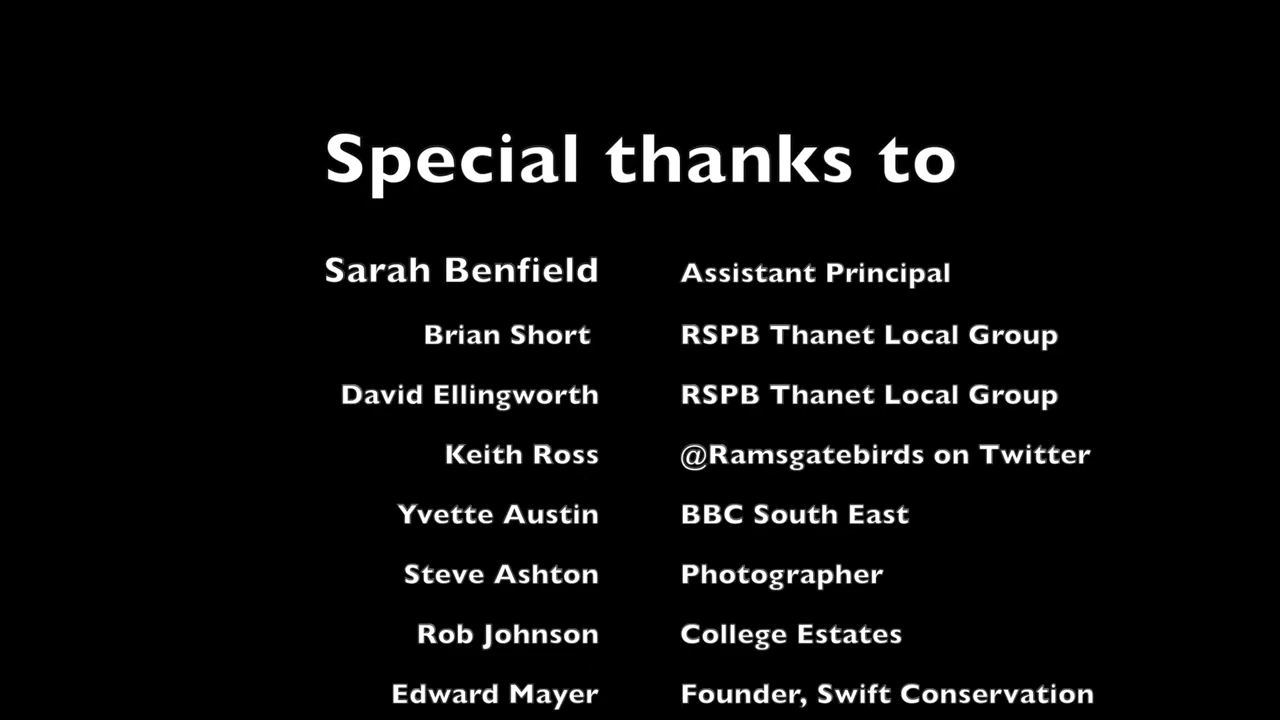 Special thanks to
Sarah Benfield Assistant Principal
Brian Short RSPB Thanet Local Group
David Ellingworth RSPB Thanet Local Group
Keith Ross @Ramsgatebirds on Twitter
Yvette Austin BBC South East
Steve Ashton Photographer
Rob Johnson College Estates
Edward Mayer Founder, Swift Conservation